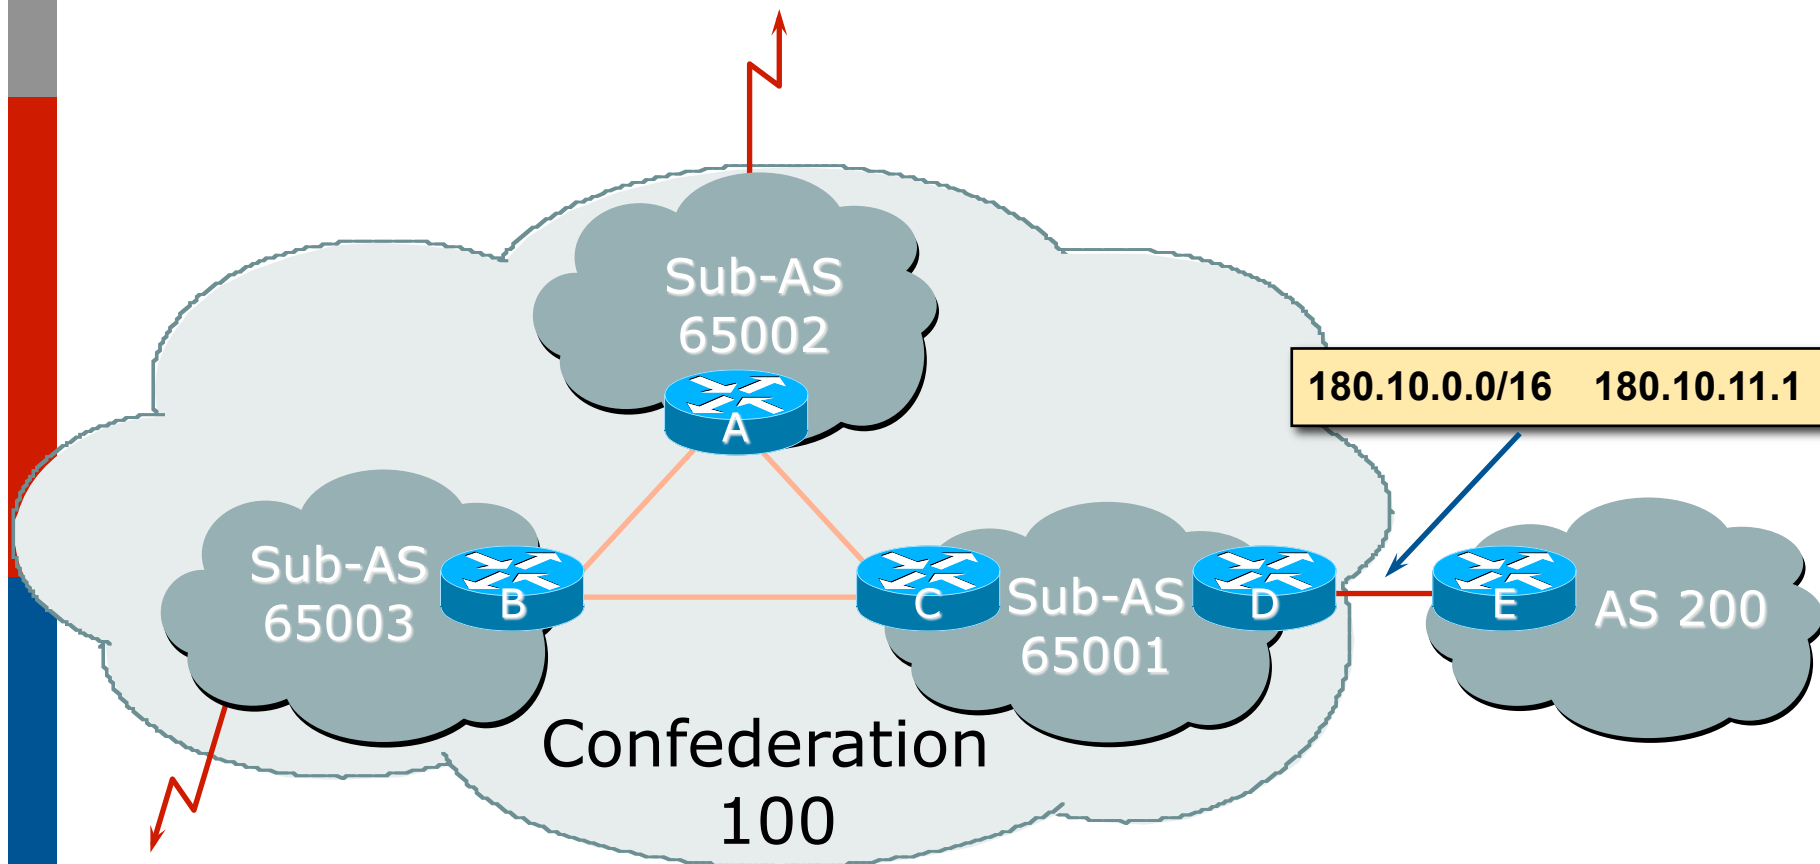 Sub-AS
65002
A
180.10.0.0/16 180.10.11.1
Sub-AS
65003
B
C
Sub-AS
65001
D
E
AS 200
Confederation
100